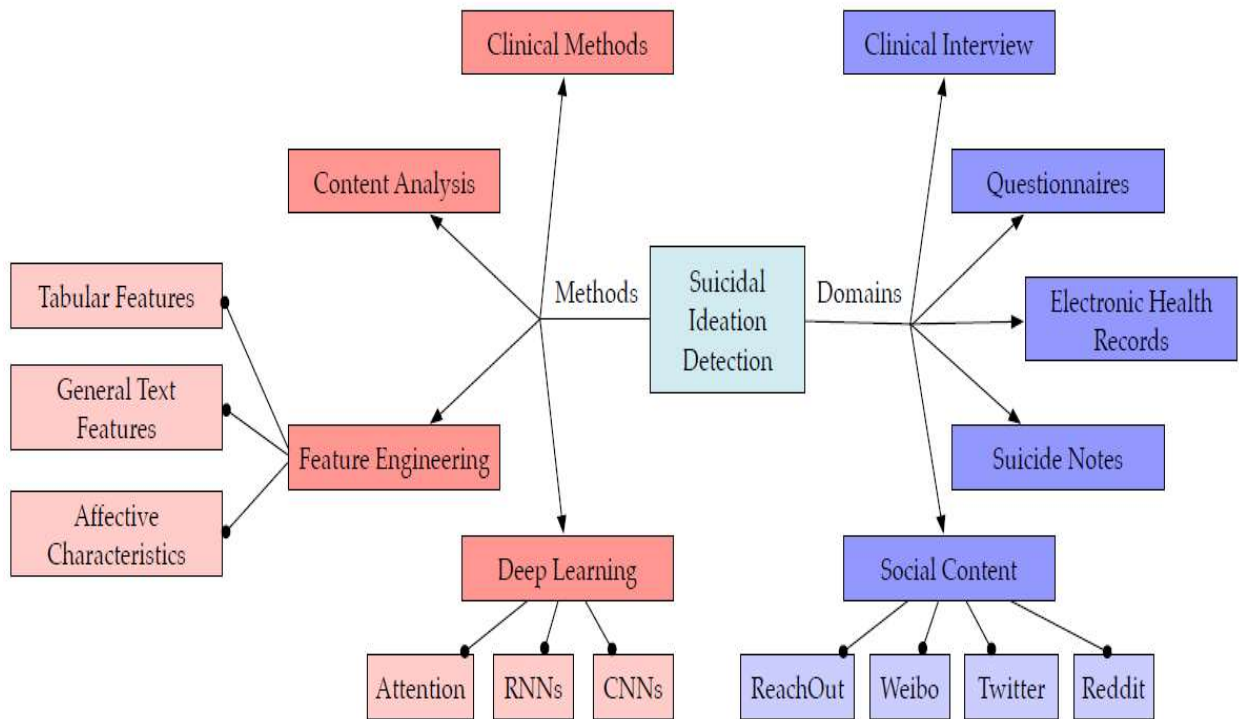 Clinical Methods
Clinical Interview
Content Analysis
Questionnaires
Tabular Features
Methods
Suicidal
Ideation
Detection
Domains
Electronic Health
Records
General Text
Features
Feature Engineering
Suicide Notes
Affective
Characteristics
Deep Learning
Social Content
Attention
RNNs
CNNs
ReachOut
Weibo
Twitter
Reddit